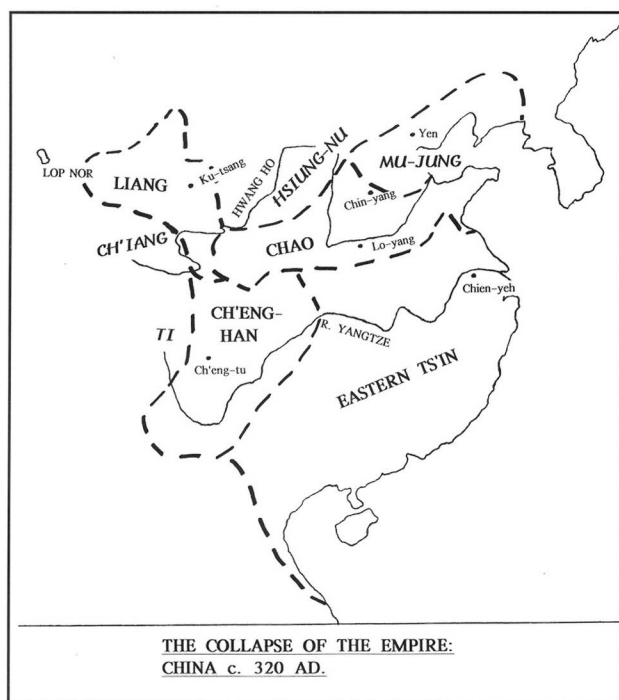 Yen
MU-JUNG
HSIUNG-NU
HWANG HO
Ku-tsang
LOP NOR
LIANG
Chin-yang
CH'IANG
CHAO
Lo-yang
Chien-yeh
CH'ENG-
HAN
TI
R. YANGTZE
Ch'eng-tu
EASTERN TS'IN
THE COLLAPSE OF THE EMPIRE:
CHINA c. 320 AD.